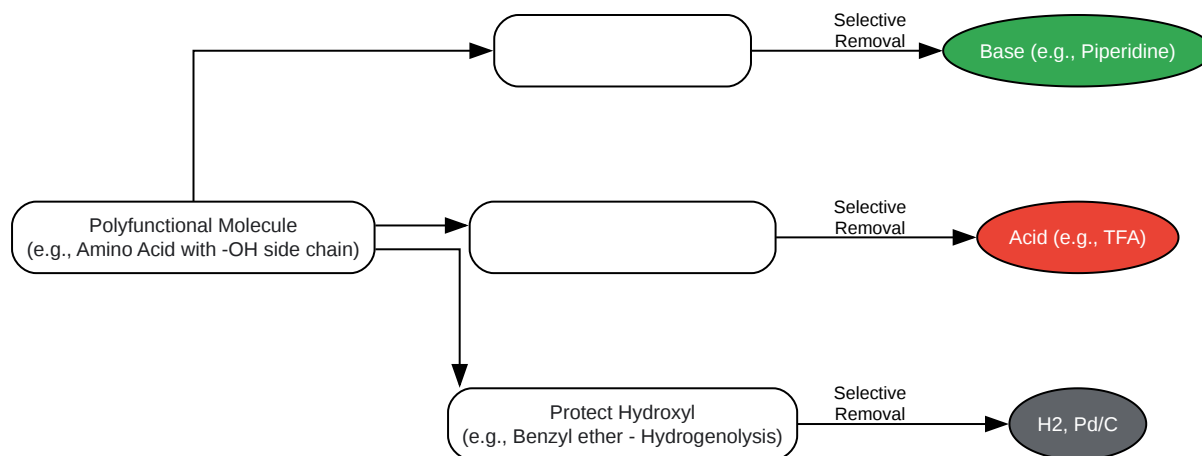 Selective
Removal
Base (e.g., Piperidine)
Polyfunctional Molecule
(e.g., Amino Acid with -OH side chain)
Selective
Removal
Acid (e.g., TFA)
Protect Hydroxyl
(e.g., Benzyl ether - Hydrogenolysis)
Selective
Removal
H2, Pd/C